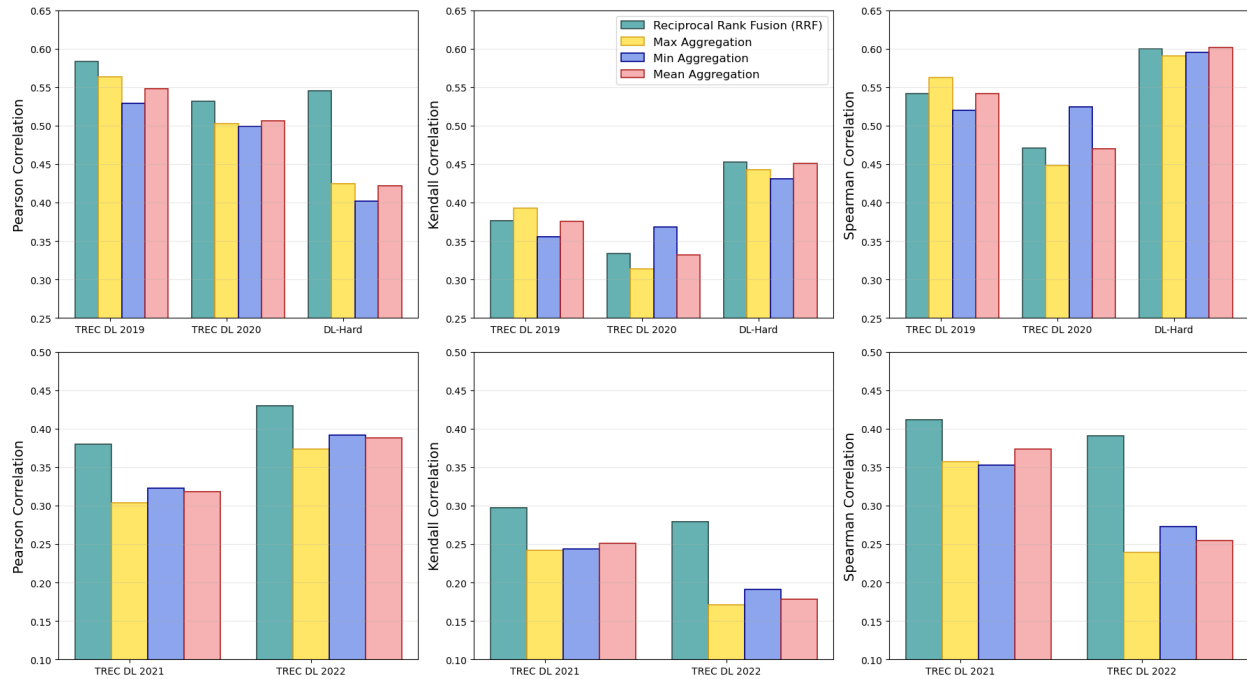 Pearson Correlation
0.65
0.60
0.55
0.50
0.45
0.40
0.35
0.30
0.25
TREC DL 2019
TREC DL 2020
DL-Hard
Kendall Correlation
0.65
0.60
0.55
0.50
0.45
0.40
0.35
0.30
0.25
TREC DL 2019
TREC DL 2020
DL-Hard
Reciprocal Rank Fusion (RRF)
Max Aggregation
Min Aggregation
Mean Aggregation
Spearman Correlation
0.65
0.60
0.55
0.50
0.45
0.40
0.35
0.30
0.25
TREC DL 2019
TREC DL 2020
DL-Hard
Pearson Correlation
0.50
0.45
0.40
0.35
0.30
0.25
0.20
0.15
0.10
TREC DL 2021
TREC DL 2022
Kendall Correlation
0.50
0.45
0.40
0.35
0.30
0.25
0.20
0.15
0.10
TREC DL 2021
TREC DL 2022
Spearman Correlation
0.50
0.45
0.40
0.35
0.30
0.25
0.20
0.15
0.10
TREC DL 2021
TREC DL 2022